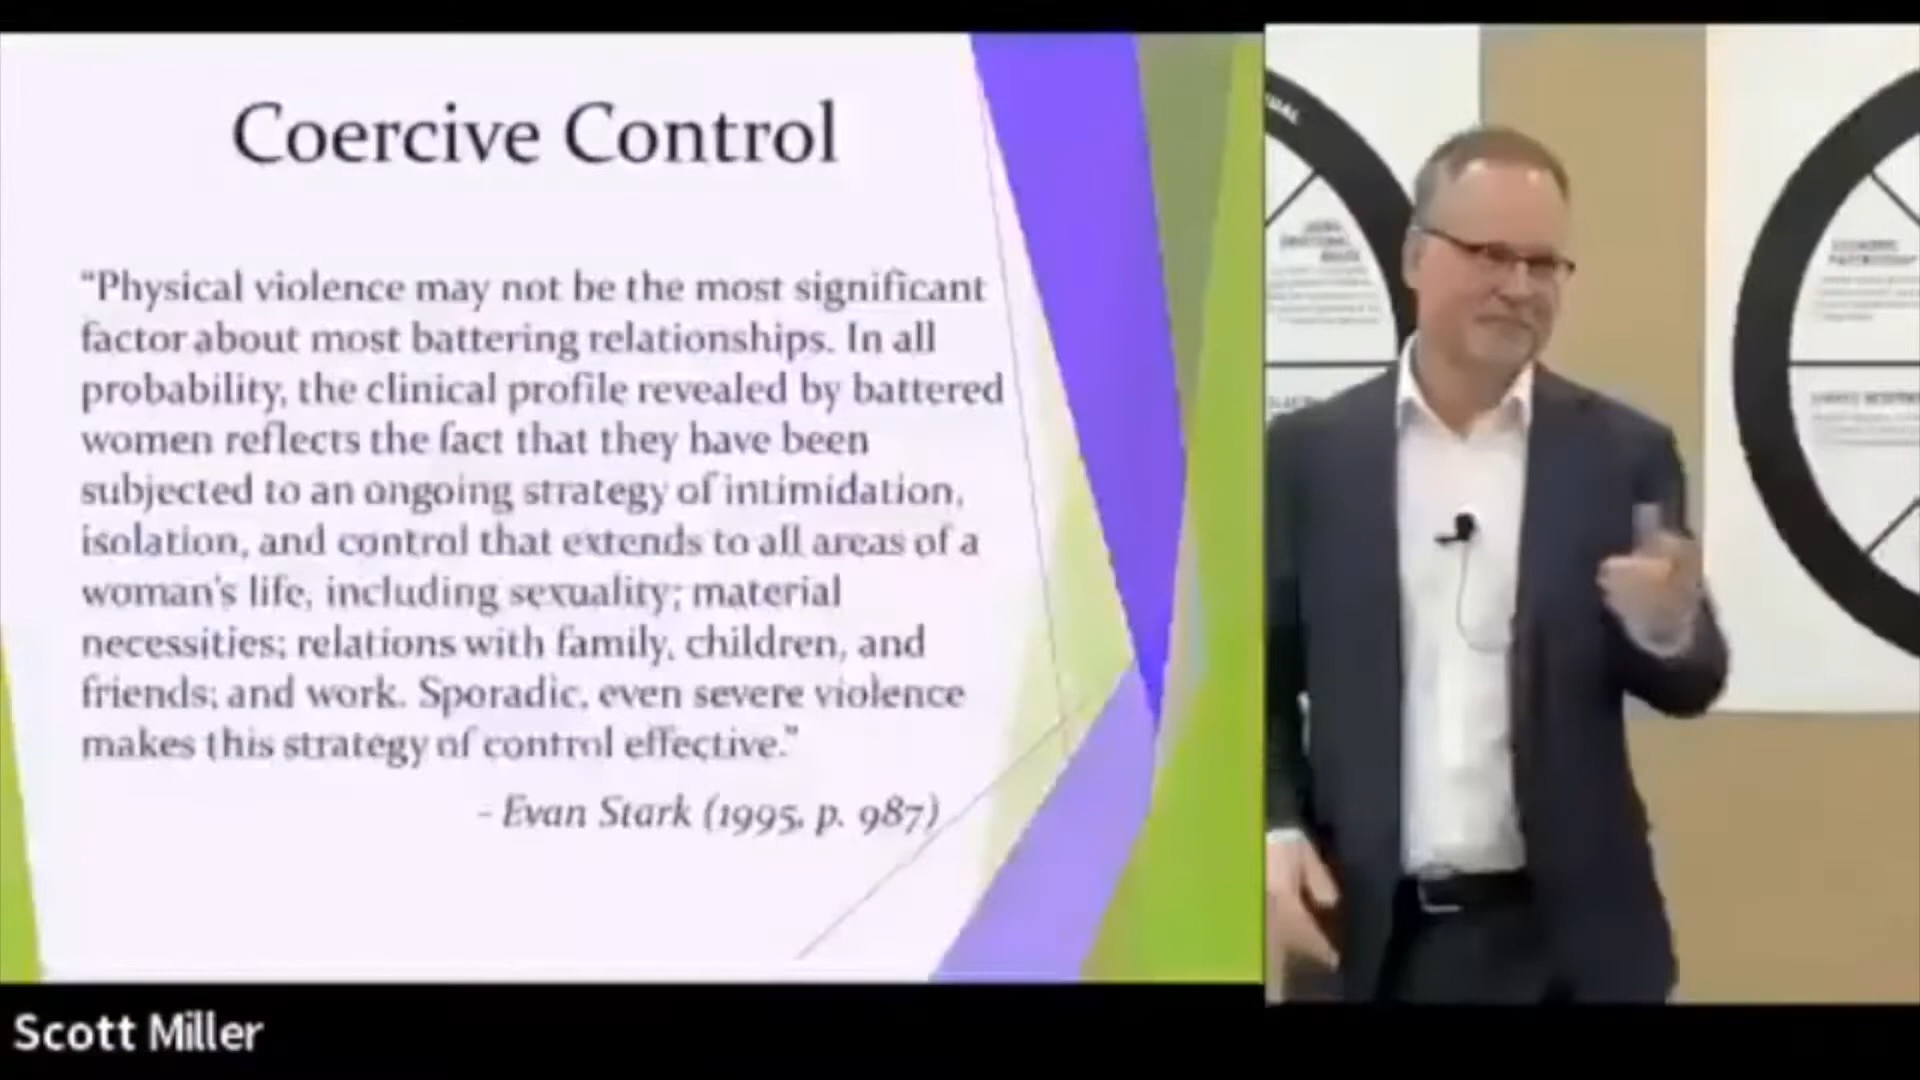 Coercive Control
“Physical violence may not be the most significant
factor about most battering relationships. In all
probability, the clinical profile revealed by battered
women reflects the fact that they have been
subjected to an ongoing strategy of intimidation,
isolation, and control that extends to all areas of a
woman's life, including sexuality; material
necessities; relations with family, children, and
friends; and work. Sporadic, even severe violence
makes this strategy of control effective.”
- Evan Stark (1995, p. 987)
Scott Miller